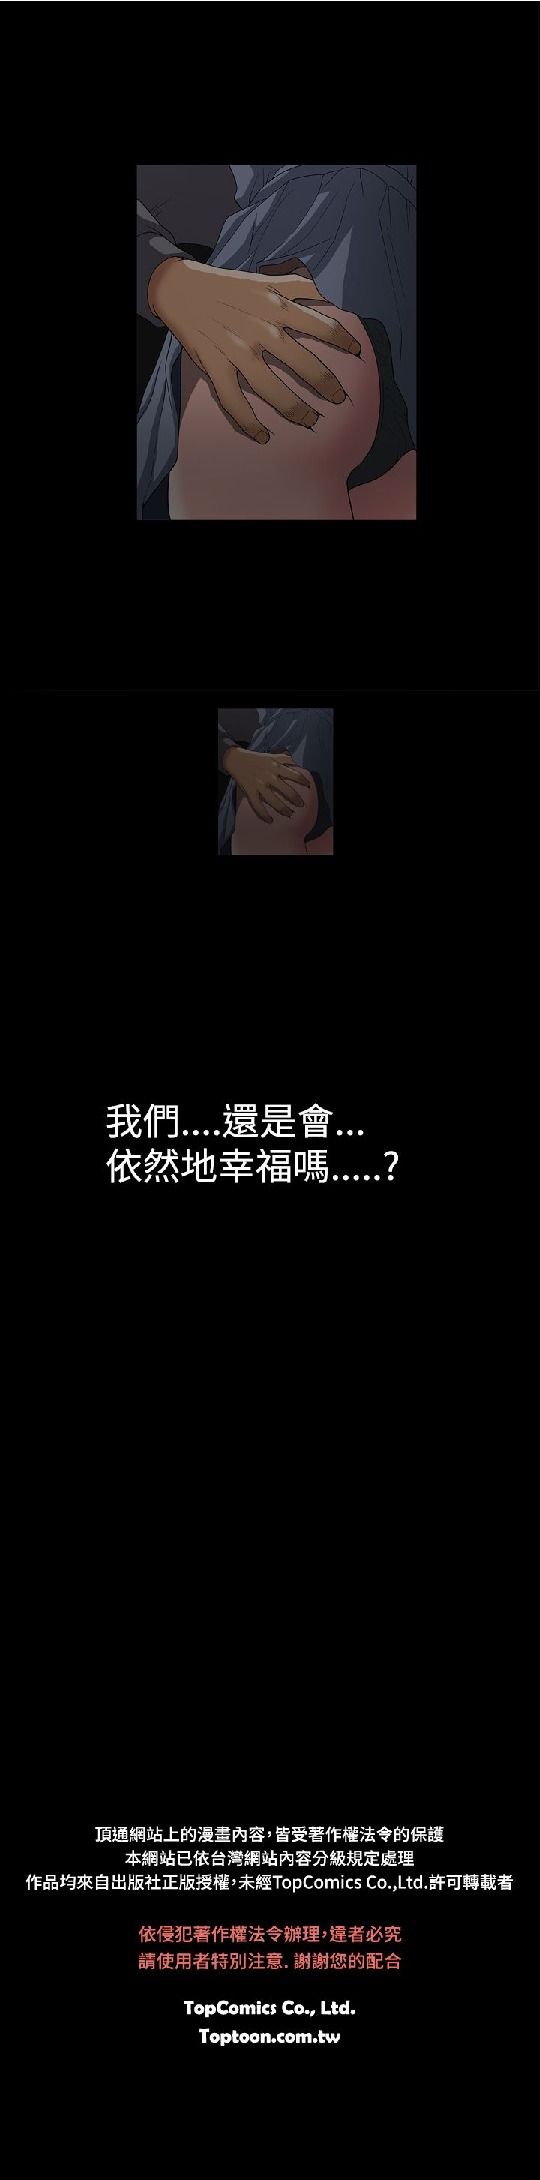 我們....還是會...
依然地幸福嗎.....?
頂通網站上的漫畫內容，皆受著作權法令的保護
本網站已依台灣網站內容分級規定處理
作品均來自出版社正版授權，未經TopComics Co.,Ltd.許可轉載者
依侵犯著作權法令辦理，違者必究
請使用者特別注意. 謝謝您的配合
TopComics Co., Ltd.
Toptoon.com.tw